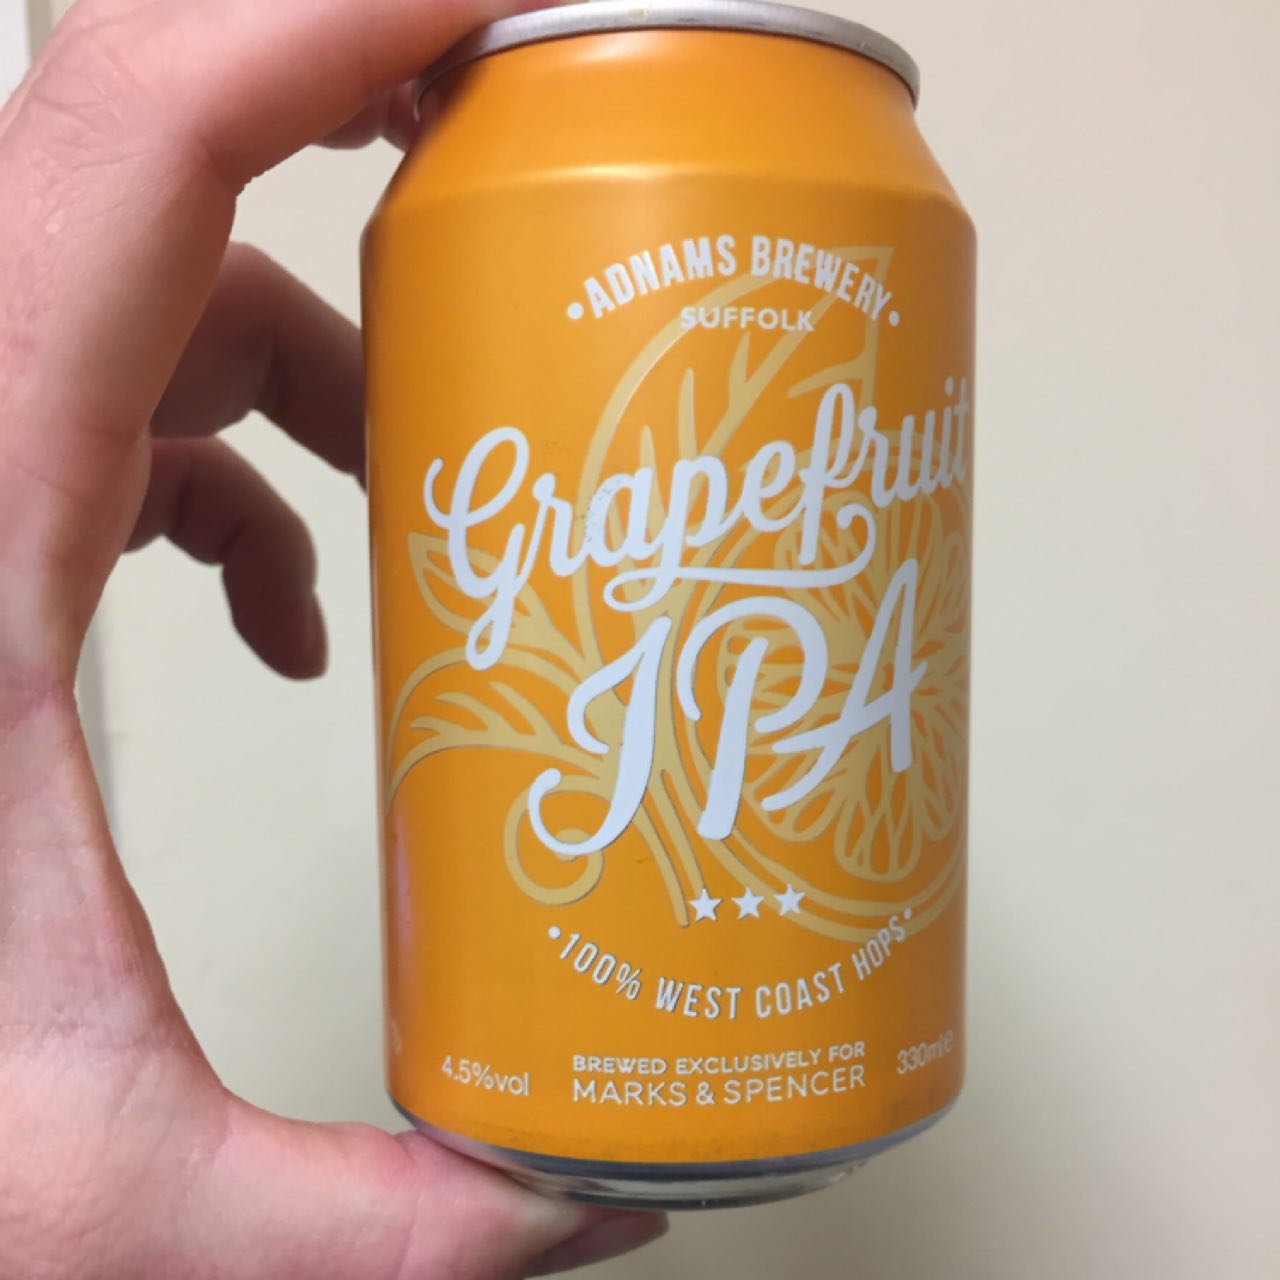 •ADNAMS BREWERY•
SUFFOLK
Grapefruit
IPA
•100% WEST COAST HOPS•
4.5%vol
BREWED EXCLUSIVELY FOR
MARKS & SPENCER
330ml℮